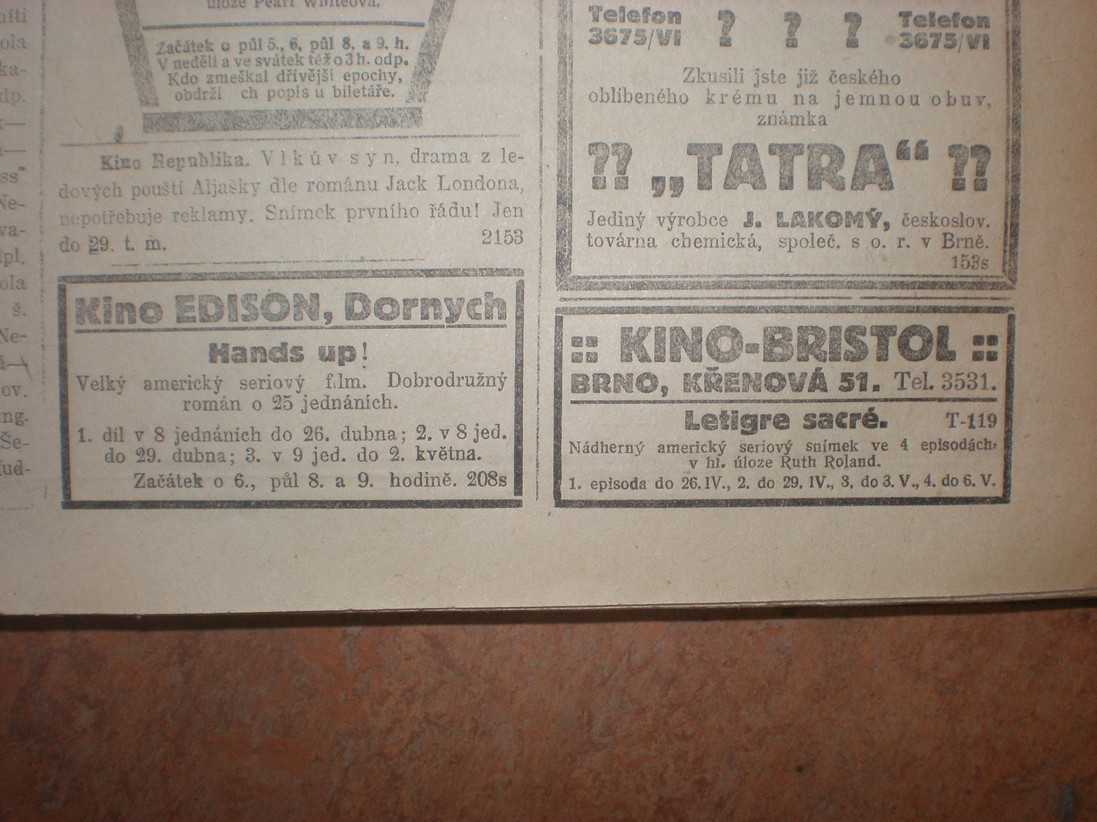 úloze Pearl Whiteová.
Začátek o půl 5., 6, půl 8. a 9. h.
V neděli a ve svátek též o 3 h. odp.
Kdo zmeškal dřívější epochy,
obdrží ch popis u biletáře.
Kino Republika. Vlkův syn, drama z le-
dových pouští Aljašky dle románu Jack Londona,
nepotřebuje reklamy. Snímek prvního řádu! Jen
do 29. t. m. 2153
Kino EDISON, Dornych
Hands up!
Velký americký seriový f.lm. Dobrodružný
román o 25 jednáních.
1. díl v 8 jednáních do 26. dubna; 2. v 8 jed.
do 29. dubna; 3. v 9 jed. do 2. května.
Začátek o 6., půl 8. a 9. hodině. 208s
Telefon ? ? ? Telefon
3675/VI 3675/VI
Zkusili jste již českého
oblíbeného krému na jemnou obuv,
známka
?? „TATRA“ ??
Jediný výrobce J. LAKOMÝ, českoslov.
továrna chemická, společ. s o. r. v Brně.
153s
:: KINO-BRISTOL ::
BRNO, KŘENOVÁ 51. Tel. 3531.
Letigre sacré. T-119
Nádherný americký seriový snímek ve 4 episodách
v hl. úloze Ruth Roland.
1. episoda do 26. IV., 2. do 29. IV., 3, do 3. V., 4. do 6. V.